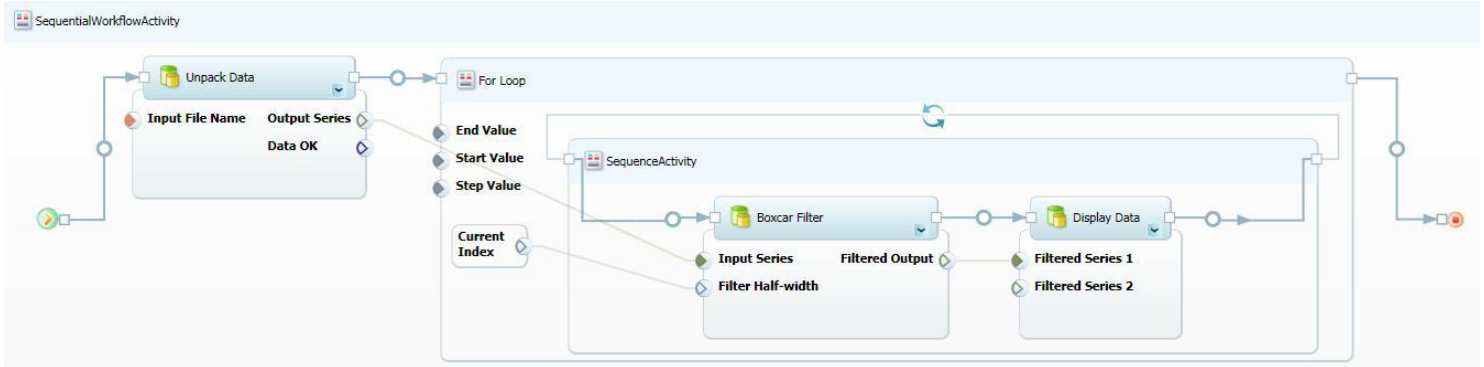 SequentialWorkflowActivity
Unpack Data
Input File Name
Output Series
Data OK
For Loop
End Value
Start Value
Step Value
Current
Index
SequenceActivity
Boxcar Filter
Input Series
Filtered Output
Filter Half-width
Display Data
Filtered Series 1
Filtered Series 2